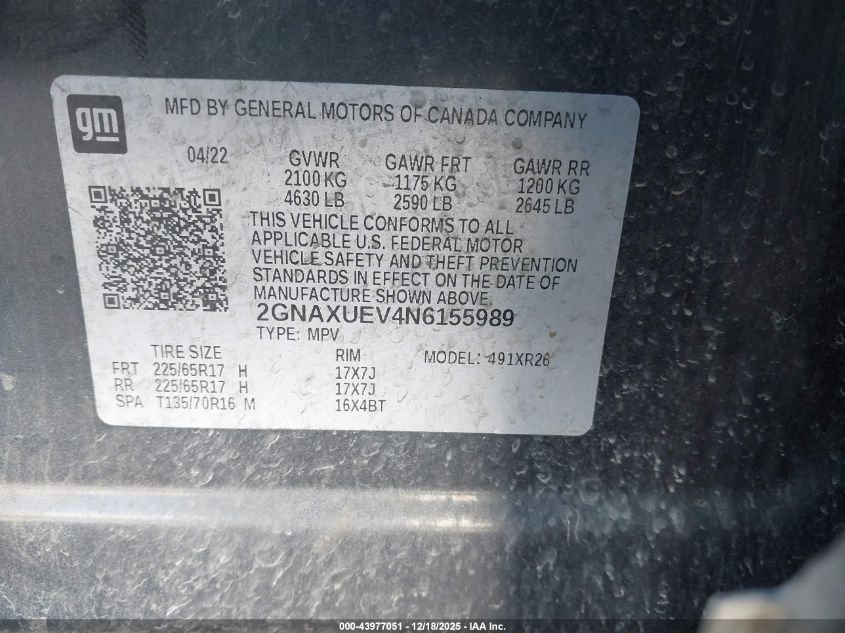 gm
MFD BY GENERAL MOTORS OF CANADA COMPANY
04/22 GVWR GAWR FRT GAWR RR
2100 KG 1175 KG 1200 KG
4630 LB 2590 LB 2645 LB
THIS VEHICLE CONFORMS TO ALL
APPLICABLE U.S. FEDERAL MOTOR
VEHICLE SAFETY AND THEFT PREVENTION
STANDARDS IN EFFECT ON THE DATE OF
MANUFACTURE SHOWN ABOVE.
2GNAXUEV4N6155989
TYPE: MPV
TIRE SIZE RIM MODEL: 491XR26
FRT 225/65R17 H 17X7J
RR 225/65R17 H 17X7J
SPA T135/70R16 M 16X4BT
000-43977051 - 12/18/2025 - IAA Inc.